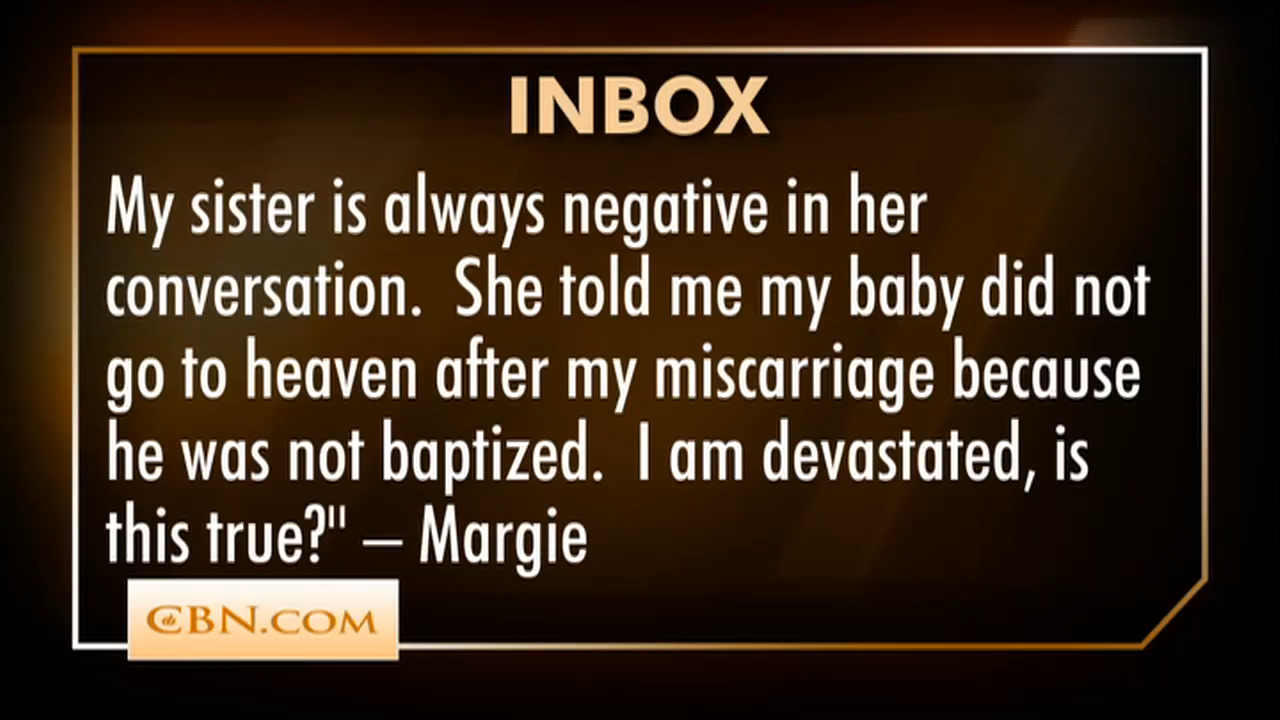 INBOX
My sister is always negative in her
conversation.  She told me my baby did not
go to heaven after my miscarriage because
he was not baptized.  I am devastated, is
this true?" – Margie
CBN.COM